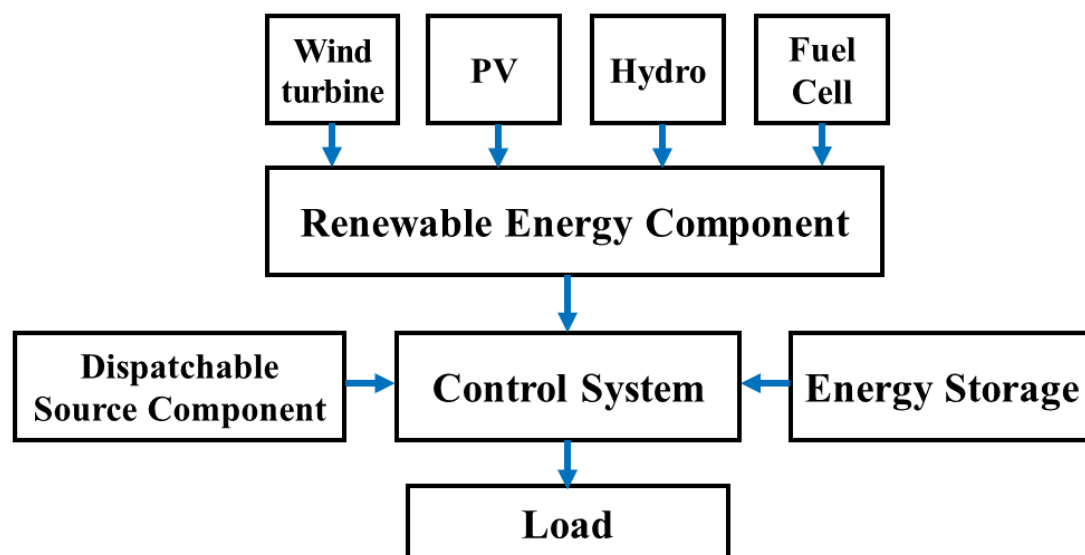 Wind
turbine
PV
Hydro
Fuel
Cell
Renewable Energy Component
Dispatchable
Source Component
Control System
Energy Storage
Load